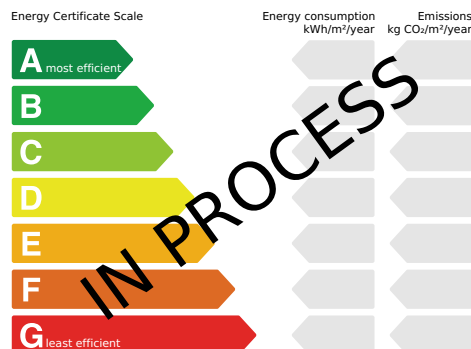 Energy Certificate Scale
Energy consumption
kWh/m²/year
Emissions
kg CO₂/m²/year
A most efficient
B
C
D
E
F
G least efficient
IN PROCESS